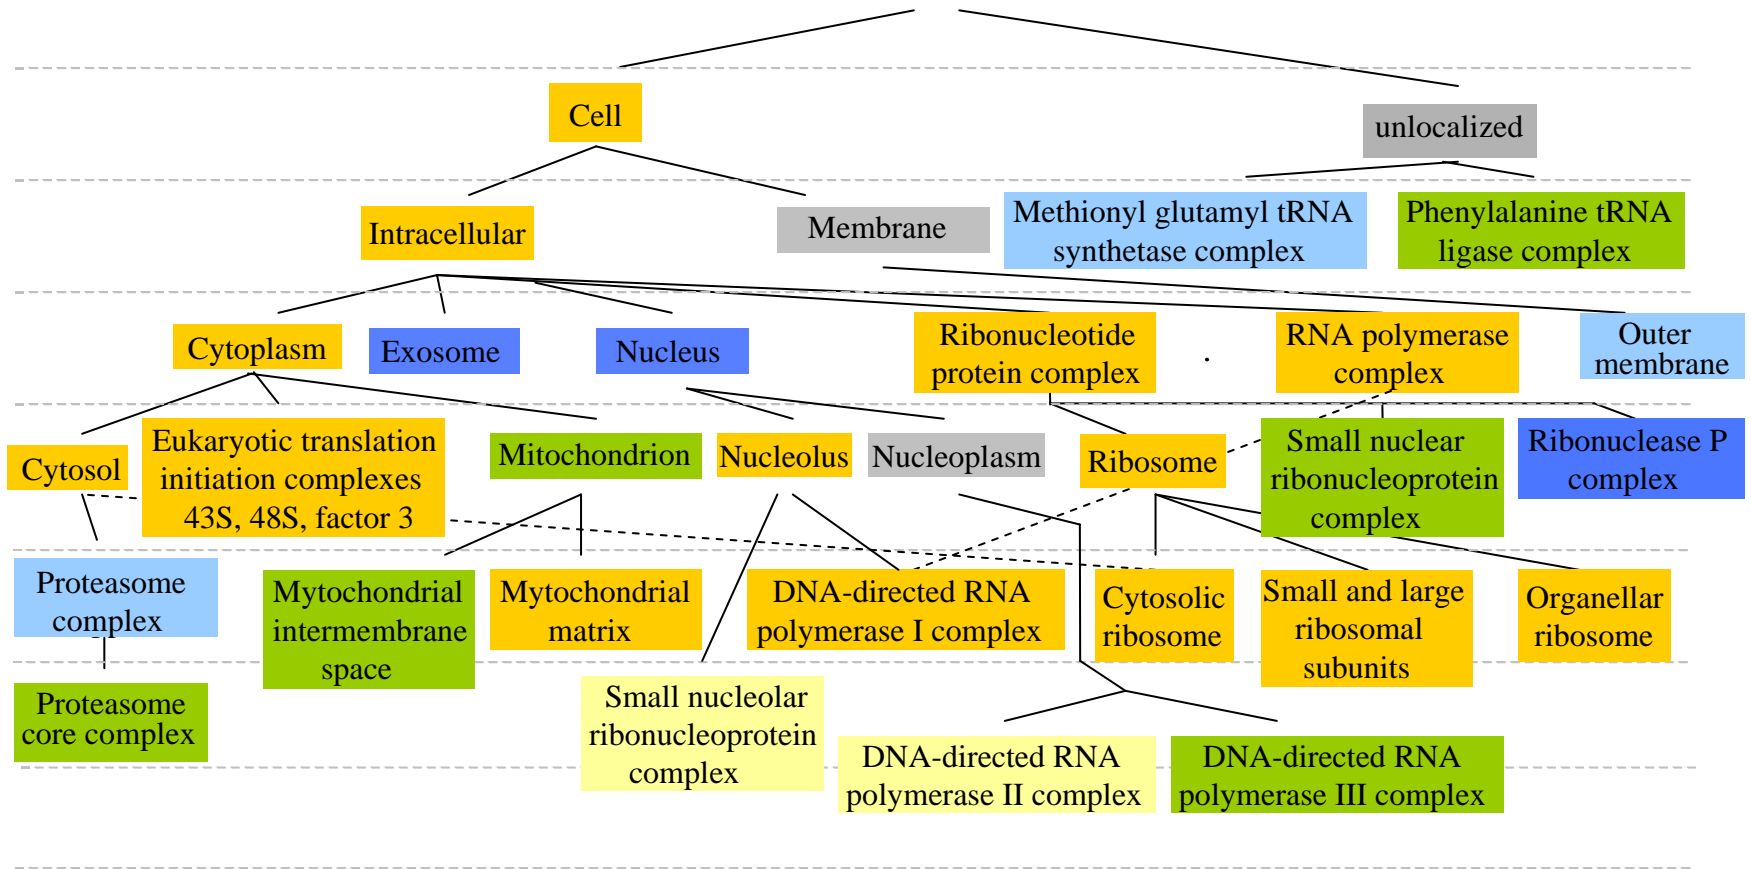 Cell
unlocalized
Intracellular
Membrane
Methionyl glutamyl tRNA
synthetase complex
Phenylalanine tRNA
ligase complex
Cytoplasm
Exosome
Nucleus
Ribonucleotide
protein complex
.
RNA polymerase
complex
Outer
membrane
Cytosol
Eukaryotic translation
initiation complexes
43S, 48S, factor 3
Mitochondrion
Nucleolus
Nucleoplasm
Ribosome
Small nuclear
ribonucleoprotein
complex
Ribonuclease P
complex
Proteasome
complex
Mytochondrial
intermembrane
space
Mytochondrial
matrix
DNA-directed RNA
polymerase I complex
Cytosolic
ribosome
Small and large
ribosomal
subunits
Organellar
ribosome
Proteasome
core complex
Small nucleolar
ribonucleoprotein
complex
DNA-directed RNA
polymerase II complex
DNA-directed RNA
polymerase III complex